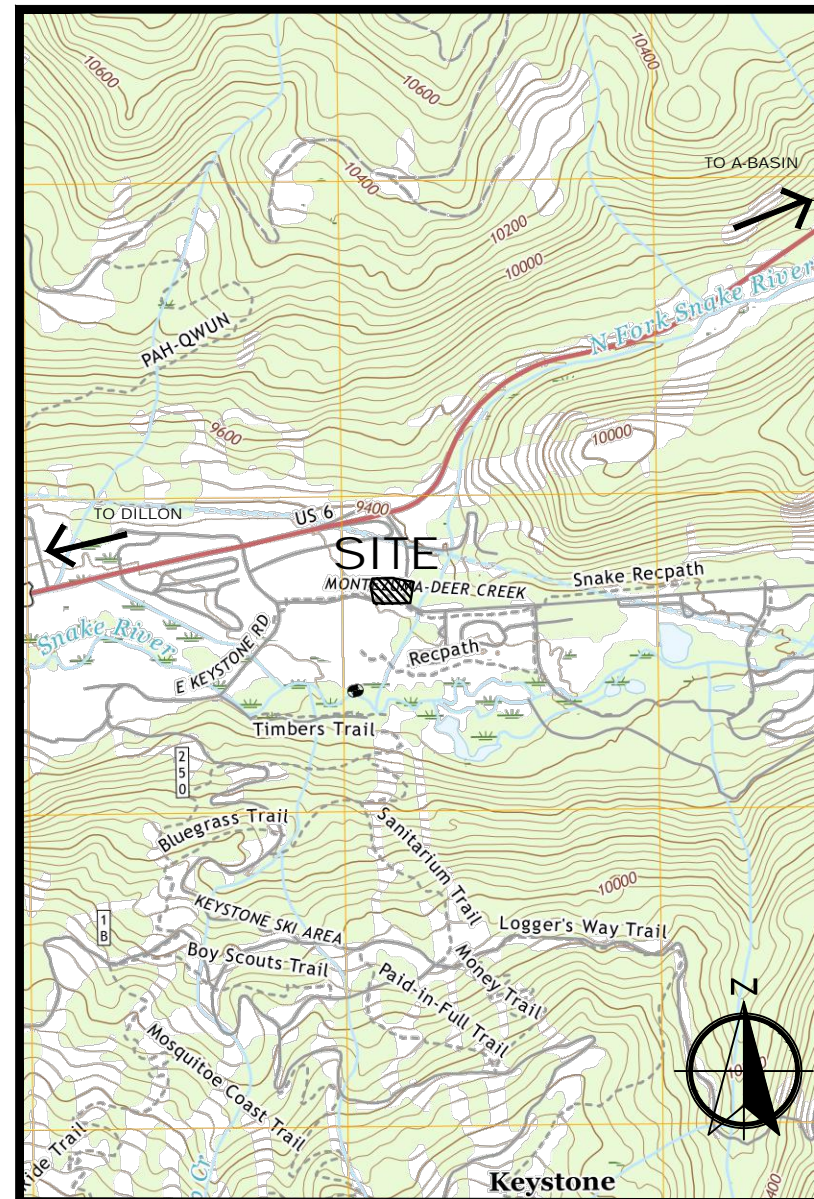 10600
10600
10400
TO A-BASIN
10400
10200
10000
N Fork Snake River
PAH-QWUN
9600
10000
TO DILLON
US 6
9400
SITE
DEER CREEK
Snake Recpath
Snake River
E KEYSTONE RD
Recpath
Timbers Trail
250
Bluegrass Trail
Sanitarium Trail
10000
KEYSTONE SKI AREA
Logger's Way Trail
1B
Boy Scouts Trail
Money Trail
Paid-in-Full Trail
N
Mosquitoe Coast Trail
Trail
Cr
Keystone